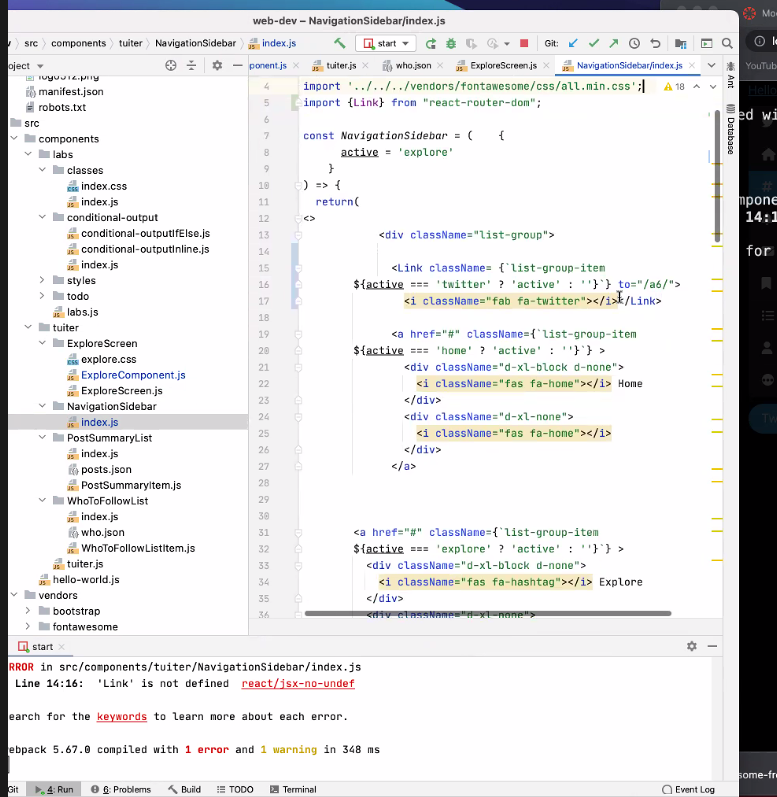 web-dev – NavigationSidebar/index.js
src
components
tuiter
NavigationSidebar
index.js
start
Git:
oject
ponent.js
tuiter.js
who.json
ExploreScreen.js
NavigationSidebar/index.js
manifest.json
robots.txt
src
components
labs
classes
index.css
index.js
conditional-output
conditionalOutputIfElse.js
conditionalOutputInline.js
index.js
styles
todo
labs.js
tuiter
ExploreScreen
explore.css
ExploreComponent.js
ExploreScreen.js
NavigationSidebar
index.js
PostSummaryList
index.js
posts.json
PostSummaryItem.js
WhoToFollowList
index.js
who.json
WhoToFollowListItem.js
tuiter.js
hello-world.js
vendors
bootstrap
fontawesome
4 import '../../../vendors/fontawesome/css/all.min.css'; 18
5 import {Link} from "react-router-dom";
6
7 const NavigationSidebar = ( {
8 active = 'explore'
9 }
10 ) => {
11 return(
12 <>
13 <div className="list-group">
14
15 <Link className= {`list-group-item
16 ${active === 'twitter' ? 'active' : ''}`} to="/a6/">
17 <i className="fab fa-twitter"></i></Link>
18
19 <a href="#" className={`list-group-item
20 ${active === 'home' ? 'active' : ''}`} >
21 <div className="d-xl-block d-none">
22 <i className="fas fa-home"></i> Home
23 </div>
24 <div className="d-xl-none">
25 <i className="fas fa-home"></i>
26 </div>
27 </a>
28
29
30
31 <a href="#" className={`list-group-item
32 ${active === 'explore' ? 'active' : ''}`} >
33 <div className="d-xl-block d-none">
34 <i className="fas fa-hashtag"></i> Explore
35 </div>
36 <div className="d-xl-none">
Ant
Database
start
RROR in src/components/tuiter/NavigationSidebar/index.js
Line 14:16: 'Link' is not defined react/jsx-no-undef
earch for the keywords to learn more about each error.
ebpack 5.67.0 compiled with 1 error and 1 warning in 348 ms
Git
4: Run
6: Problems
Build
TODO
Terminal
Event Log
Moo
YouTub
Hello
ed wi
mpone
14:1
for
Tw
some-fre